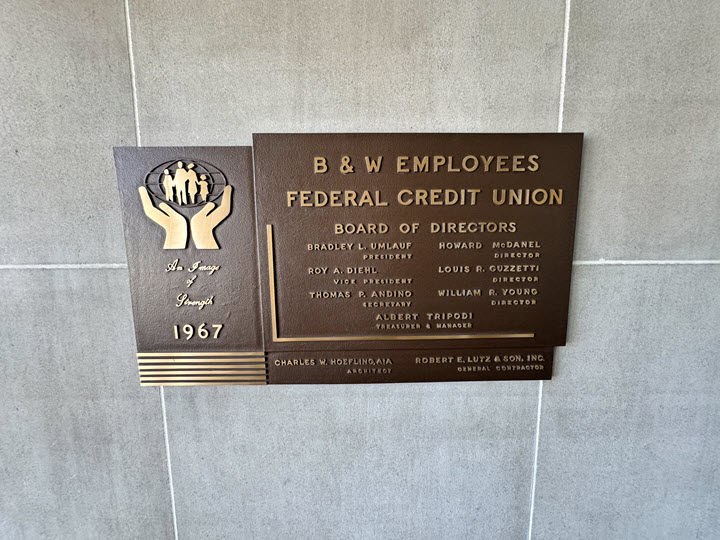 An Image
of
Strength
1967
B & W EMPLOYEES
FEDERAL CREDIT UNION
BOARD OF DIRECTORS
BRADLEY L. UMLAUF
PRESIDENT
HOWARD McDANEL
DIRECTOR
ROY A. DIEHL
VICE PRESIDENT
LOUIS R. GUZZETTI
DIRECTOR
THOMAS P. ANDINO
SECRETARY
WILLIAM R. YOUNG
DIRECTOR
ALBERT TRIPODI
TREASURER & MANAGER
CHARLES W. HOEFLING, AIA
ARCHITECT
ROBERT E. LUTZ & SON, INC.
GENERAL CONTRACTOR